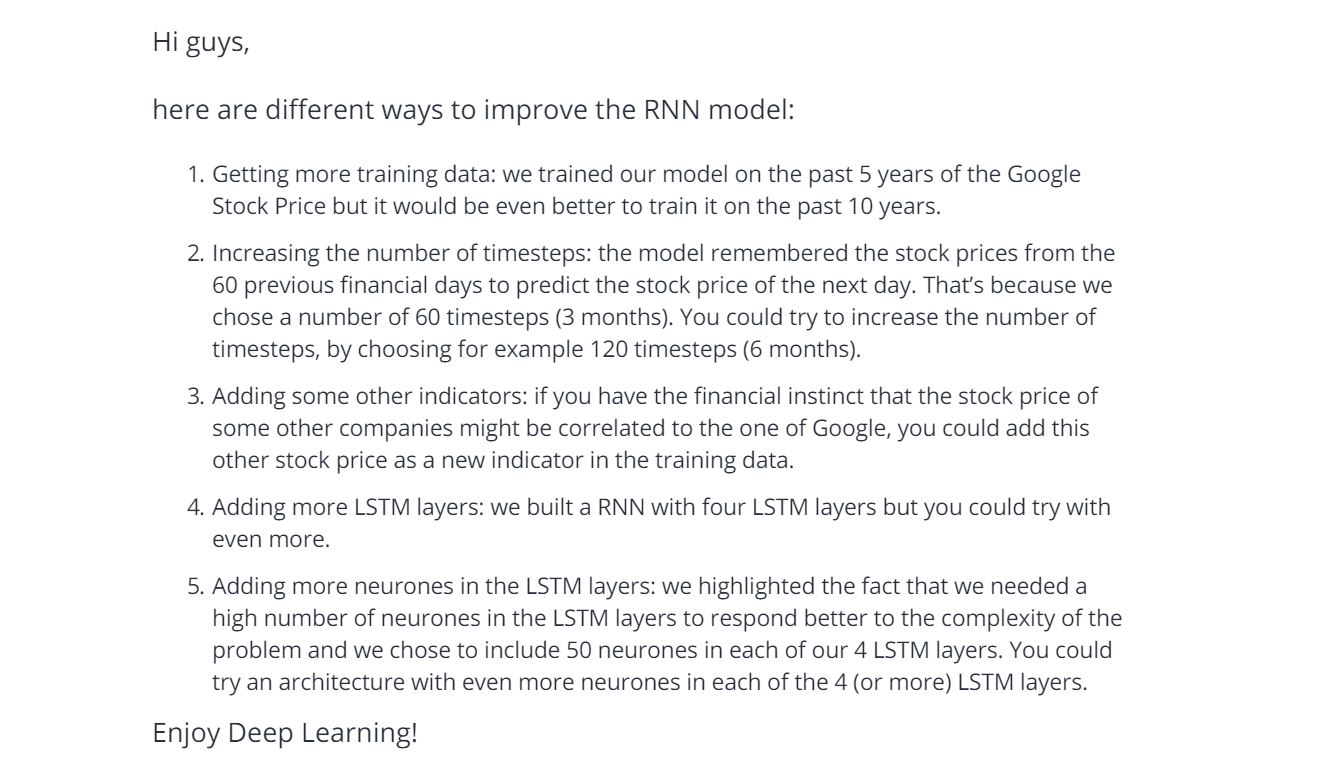 Hi guys,
here are different ways to improve the RNN model:
1. Getting more training data: we trained our model on the past 5 years of the Google
Stock Price but it would be even better to train it on the past 10 years.
2. Increasing the number of timesteps: the model remembered the stock prices from the
60 previous financial days to predict the stock price of the next day. That’s because we
chose a number of 60 timesteps (3 months). You could try to increase the number of
timesteps, by choosing for example 120 timesteps (6 months).
3. Adding some other indicators: if you have the financial instinct that the stock price of
some other companies might be correlated to the one of Google, you could add this
other stock price as a new indicator in the training data.
4. Adding more LSTM layers: we built a RNN with four LSTM layers but you could try with
even more.
5. Adding more neurones in the LSTM layers: we highlighted the fact that we needed a
high number of neurones in the LSTM layers to respond better to the complexity of the
problem and we chose to include 50 neurones in each of our 4 LSTM layers. You could
try an architecture with even more neurones in each of the 4 (or more) LSTM layers.
Enjoy Deep Learning!